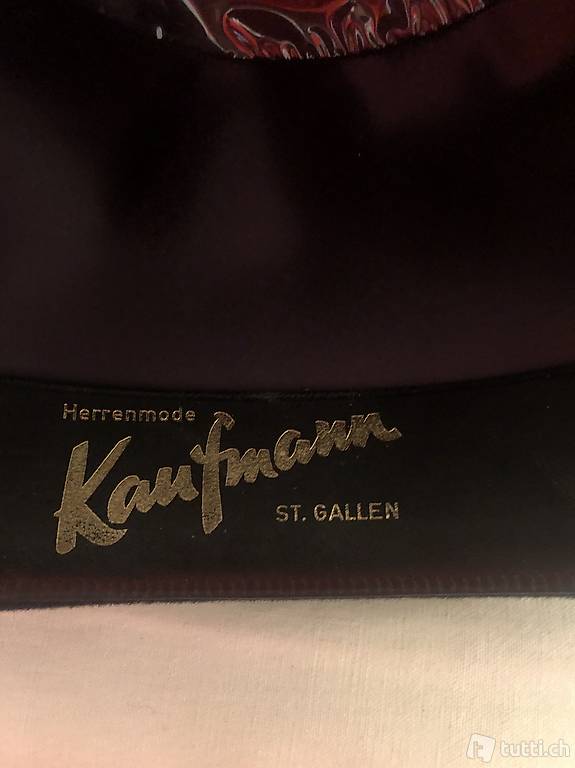 Herrenmode
Kaufmann
ST. GALLEN
tutti.ch